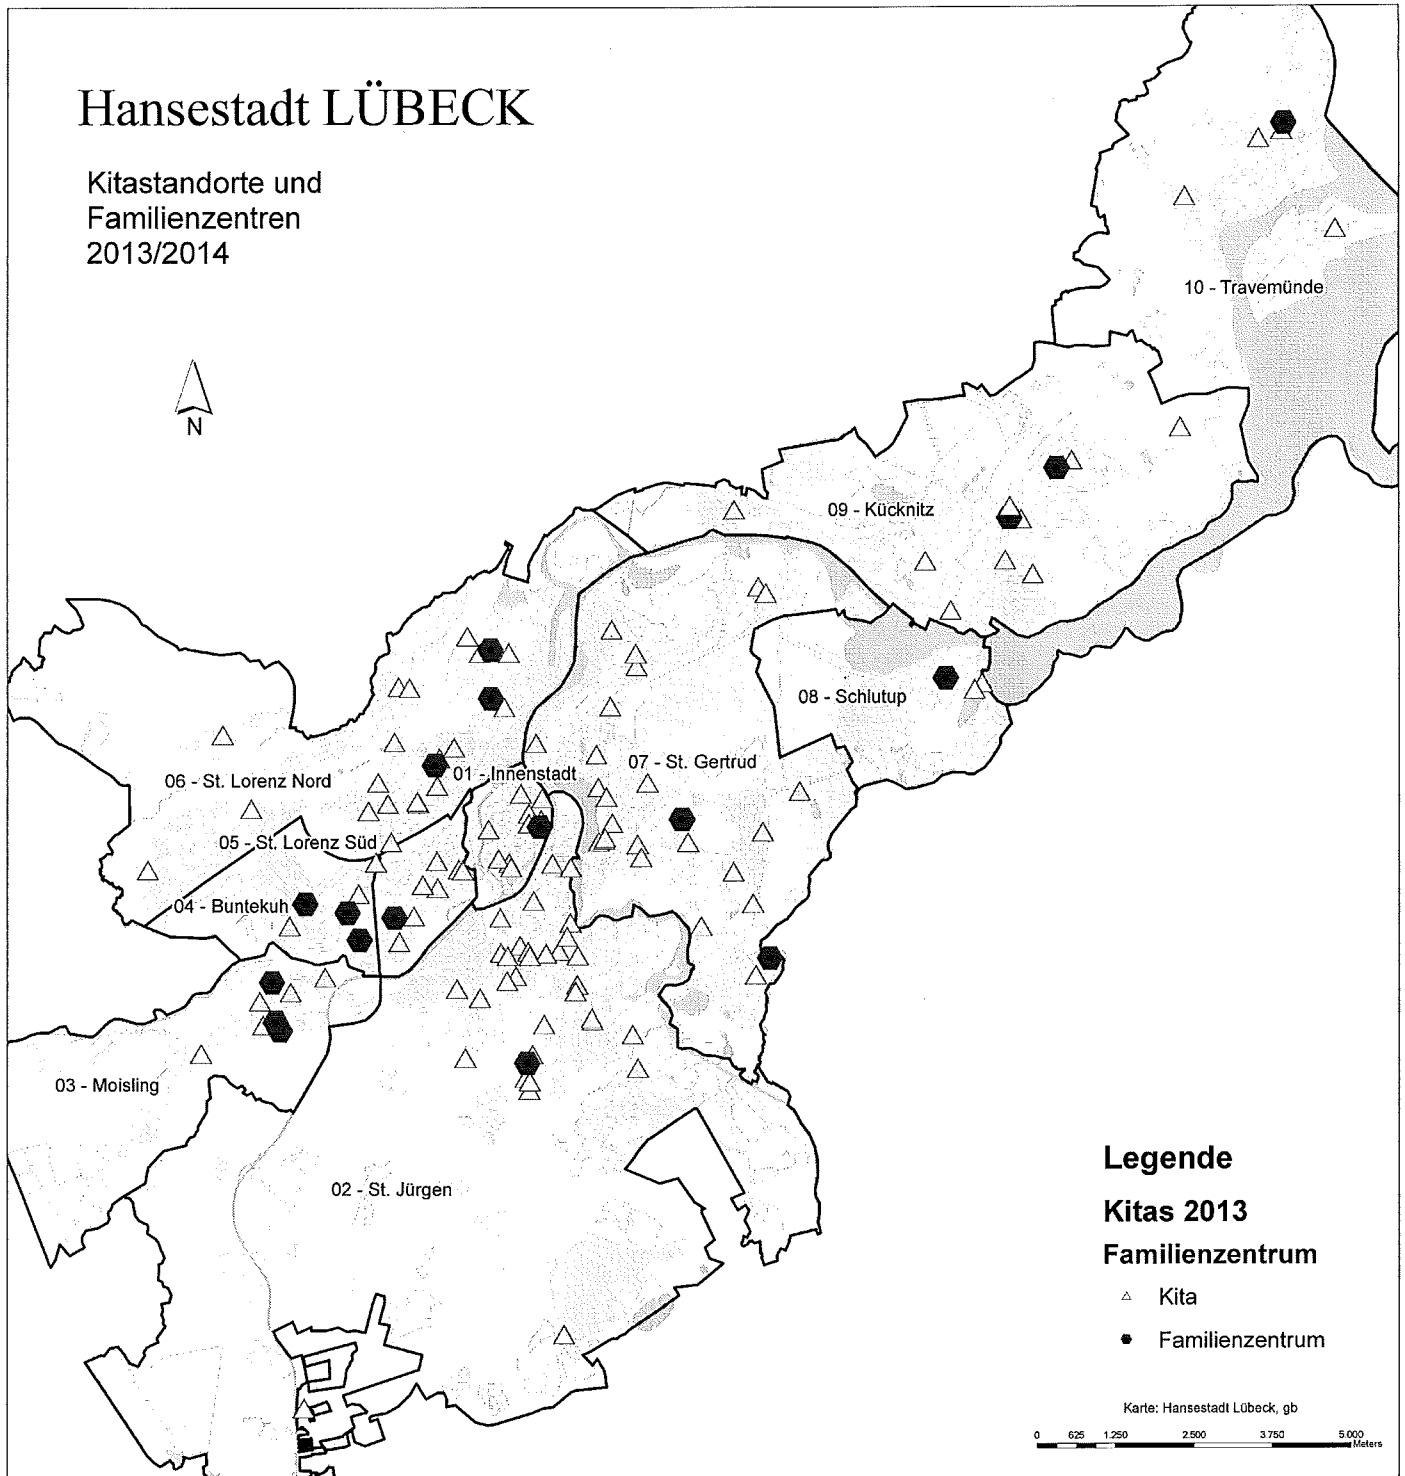 Hansestadt LÜBECK
Kitastandorte und
Familienzentren
2013/2014
N
10 - Travemünde
09 - Kücknitz
08 - Schlutup
07 - St. Gertrud
01 - Innenstadt
06 - St. Lorenz Nord
05 - St. Lorenz Süd
04 - Buntekuh
03 - Moisling
02 - St. Jürgen
Legende
Kitas 2013
Familienzentrum
Kita
Familienzentrum
Karte: Hansestadt Lübeck, gb
0 625 1.250 2.500 3.750 5.000
Meters